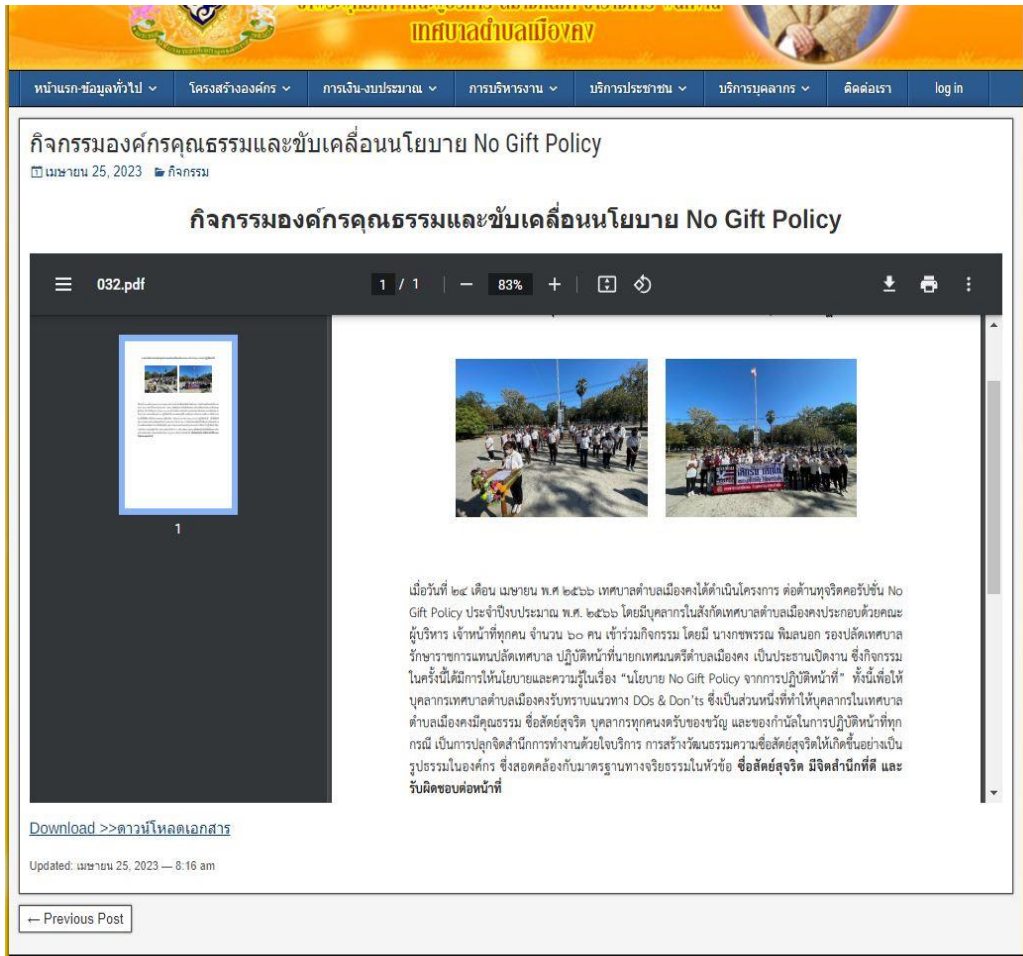 เทศบาลตำบลเมืองคง
หน้าแรก-ข้อมูลทั่วไป
โครงสร้างองค์กร
การเงิน-งบประมาณ
การบริหารงาน
บริการประชาชน
บริการบุคลากร
ติดต่อเรา
log in
กิจกรรมองค์กรคุณธรรมและขับเคลื่อนนโยบาย No Gift Policy
เมษายน 25, 2023 กิจกรรม
กิจกรรมองค์กรคุณธรรมและขับเคลื่อนนโยบาย No Gift Policy
032.pdf
1 / 1
83%
1
เมื่อวันที่ ๒๔ เดือน เมษายน พ.ศ ๒๕๖๖ เทศบาลตำบลเมืองคงได้ดำเนินโครงการ ต่อต้านทุจริตคอรัปชั่น No
Gift Policy ประจำปีงบประมาณ พ.ศ. ๒๕๖๖ โดยมีบุคลากรในสังกัดเทศบาลตำบลเมืองคงประกอบด้วยคณะ
ผู้บริหาร เจ้าหน้าที่ทุกคน จำนวน ๖๐ คน เข้าร่วมกิจกรรม โดยมี นางกชพรรณ พิมลนอก รองปลัดเทศบาล
รักษาราชการแทนปลัดเทศบาล ปฏิบัติหน้าที่นายกเทศมนตรีตำบลเมืองคง เป็นประธานเปิดงาน ซึ่งกิจกรรม
ในครั้งนี้ได้มีการให้นโยบายและความรู้ในเรื่อง “นโยบาย No Gift Policy จากการปฏิบัติหน้าที่” ทั้งนี้เพื่อให้
บุคลากรเทศบาลตำบลเมืองคงรับทราบแนวทาง DOs & Don'ts ซึ่งเป็นส่วนหนึ่งที่ทำให้บุคลากรในเทศบาล
ตำบลเมืองคงมีคุณธรรม ซื่อสัตย์สุจริต บุคลากรทุกคนงดรับของขวัญ และของกำนัลในการปฏิบัติหน้าที่ทุก
กรณี เป็นการปลุกจิตสำนึกการทำงานด้วยใจบริการ การสร้างวัฒนธรรมความซื่อสัตย์สุจริตให้เกิดขึ้นอย่างเป็น
รูปธรรมในองค์กร ซึ่งสอดคล้องกับมาตรฐานทางจริยธรรมในหัวข้อ ซื่อสัตย์สุจริต มีจิตสำนึกที่ดี และ
รับผิดชอบต่อหน้าที่
Download >>ดาวน์โหลดเอกสาร
Updated: เมษายน 25, 2023 — 8:16 am
← Previous Post